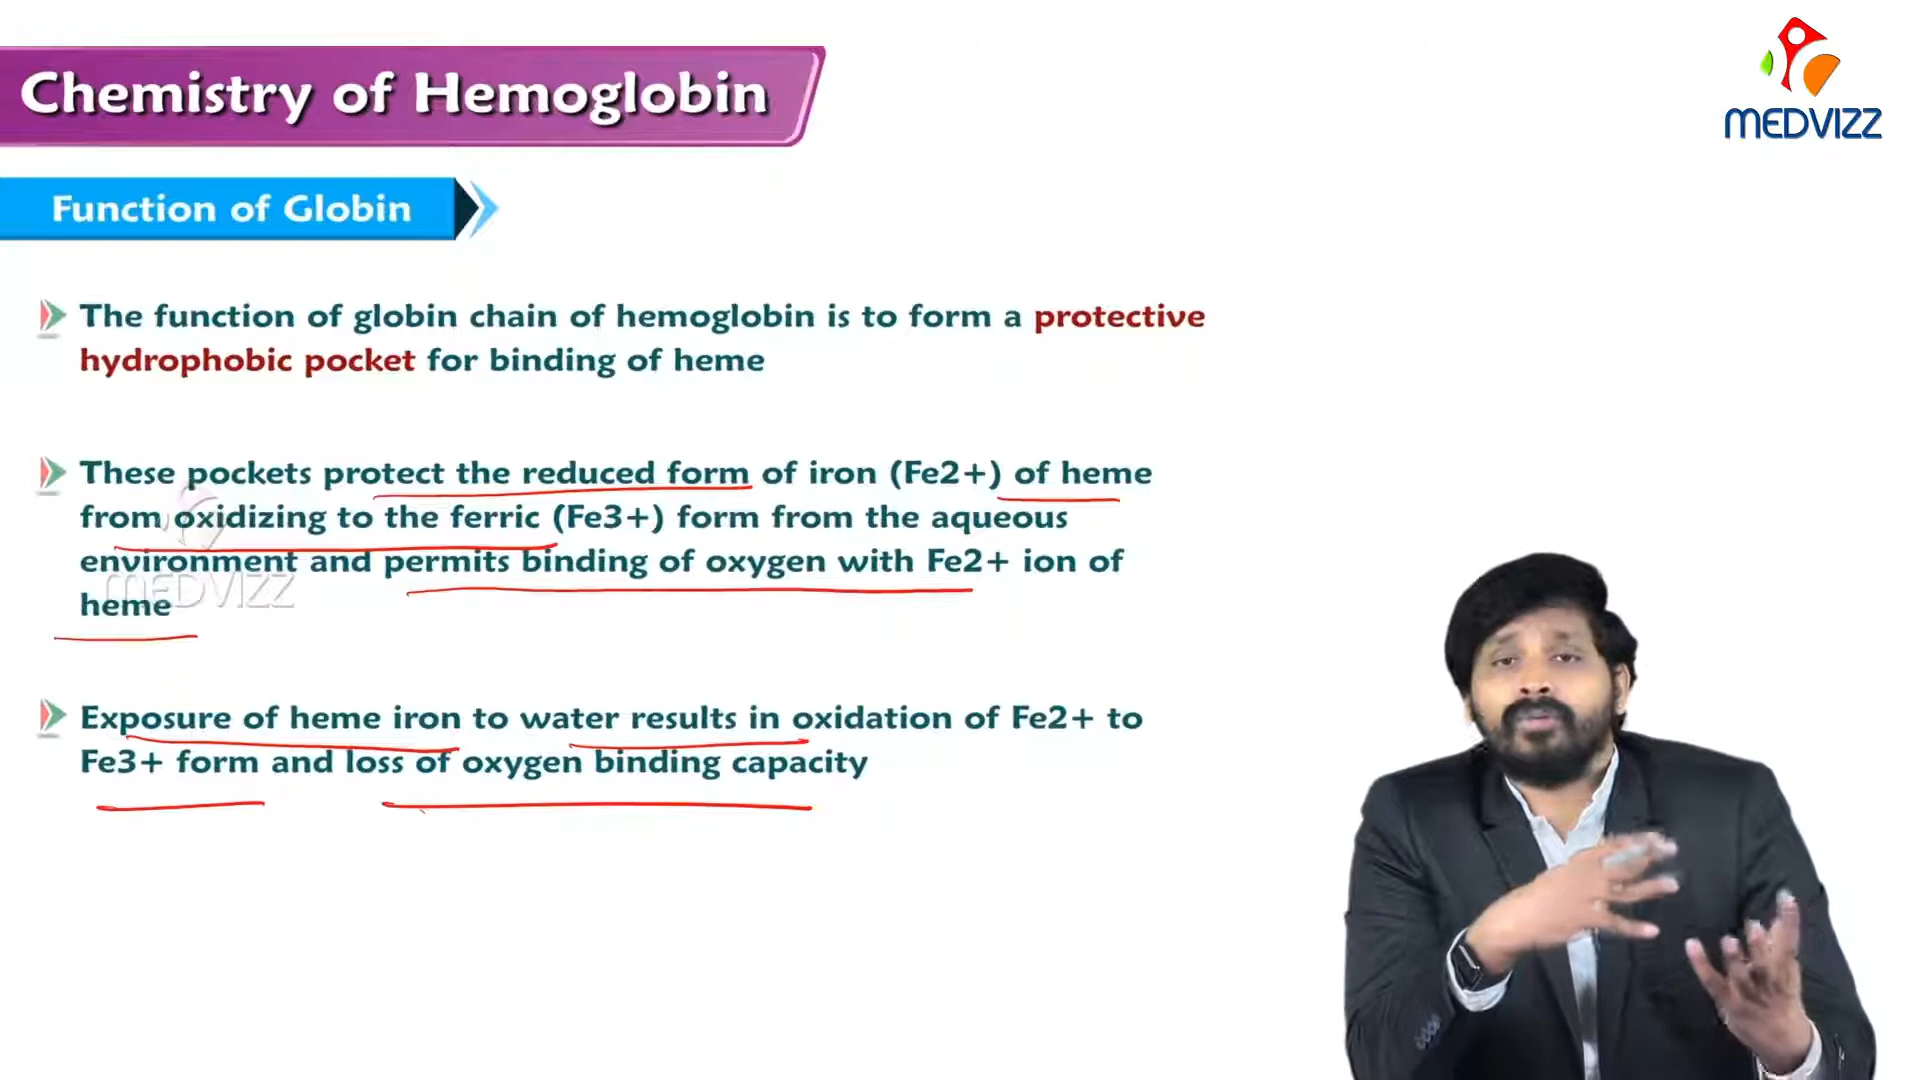 Chemistry of Hemoglobin
MEDVIZZ
Function of Globin
The function of globin chain of hemoglobin is to form a protective
hydrophobic pocket for binding of heme
These pockets protect the reduced form of iron (Fe2+) of heme
from oxidizing to the ferric (Fe3+) form from the aqueous
environment and permits binding of oxygen with Fe2+ ion of
heme
MEDVIZZ
Exposure of heme iron to water results in oxidation of Fe2+ to
Fe3+ form and loss of oxygen binding capacity